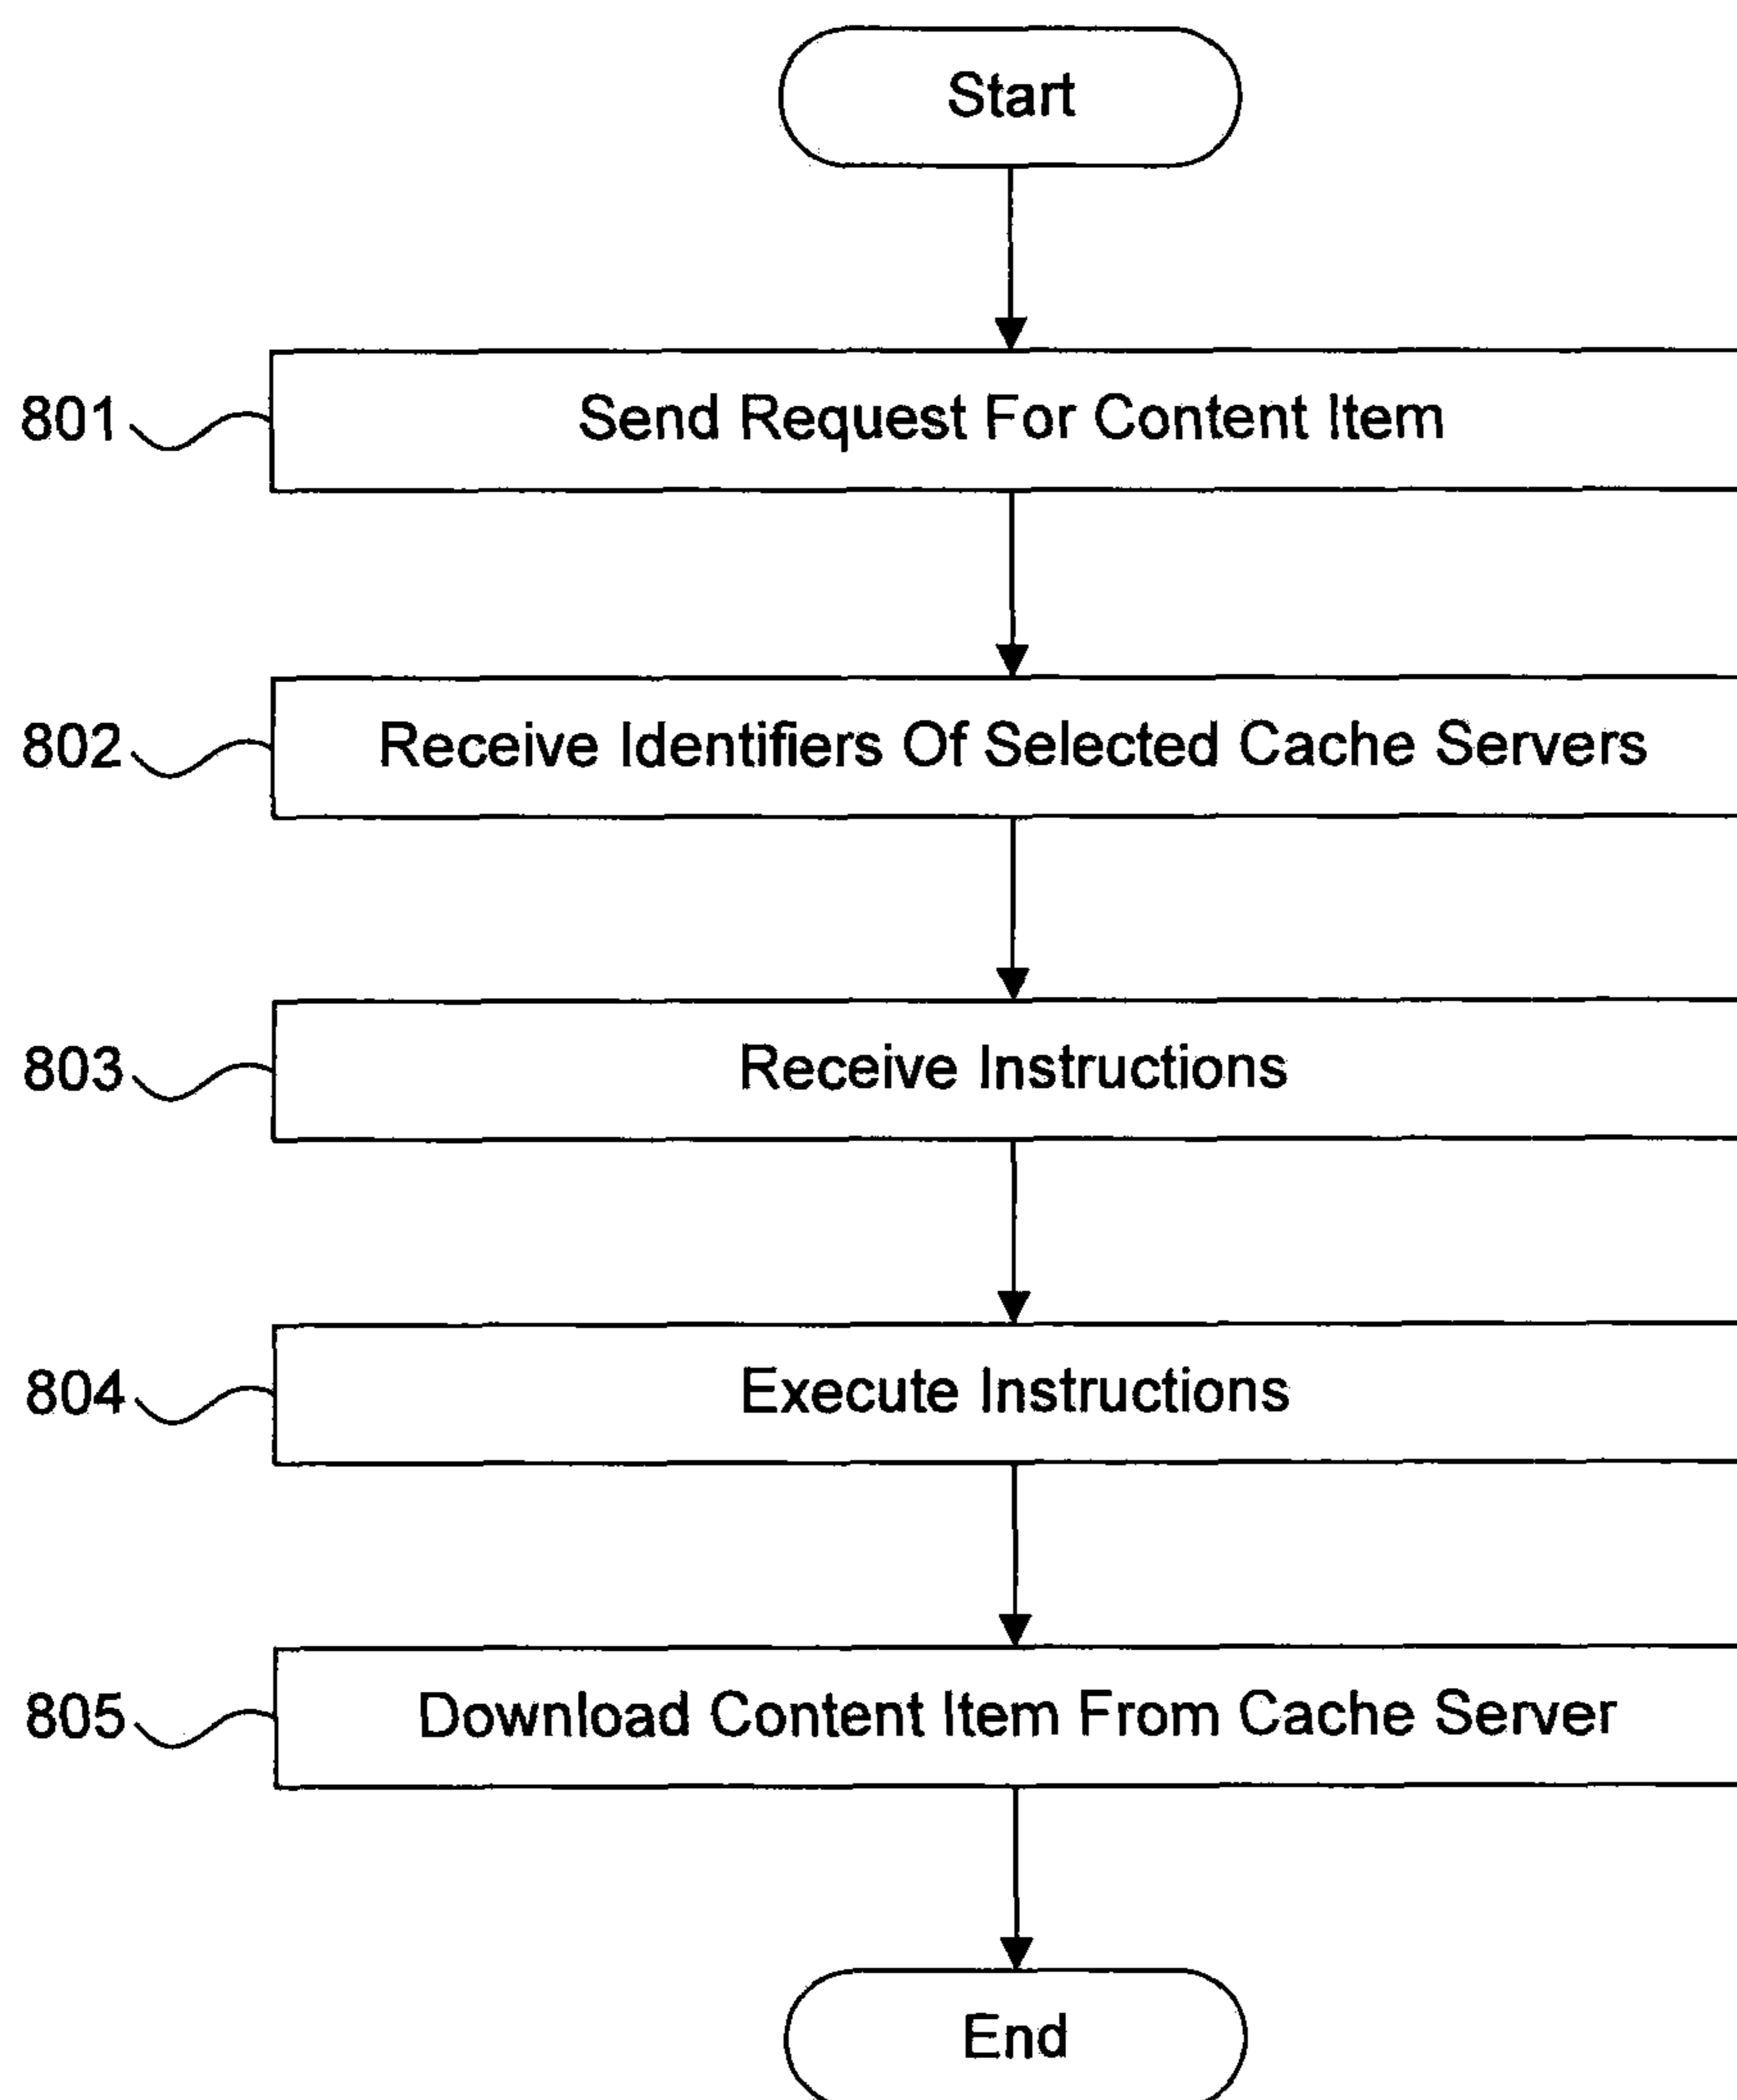 Start
801
Send Request For Content Item
802
Receive Identifiers Of Selected Cache Servers
803
Receive Instructions
804
Execute Instructions
805
Download Content Item From Cache Server
End